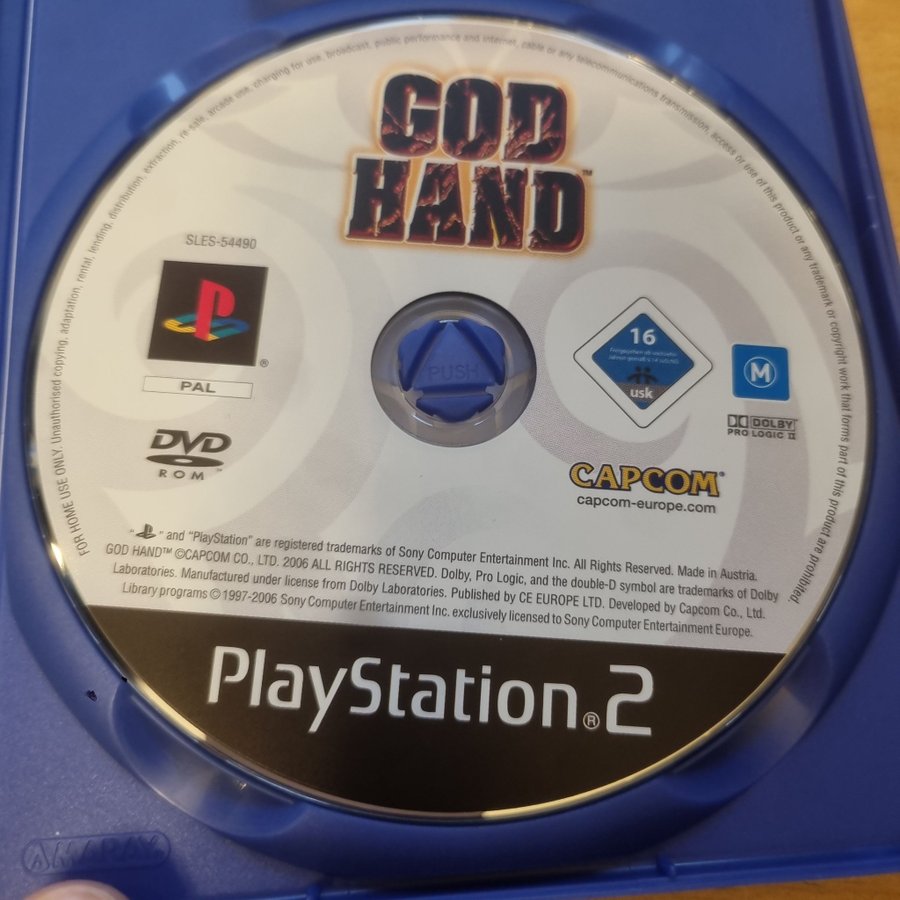 FOR HOME USE ONLY. Unauthorised copying, adaptation, rental, lending, distribution, extraction, re-sale, arcade use, charging for use, broadcast, public performance and internet, cable or any telecommunications transmission, access or use of this product or any trademark or copyright work that forms part of this product are prohibited.
GOD
HAND™
SLES-54490
®
PAL
DVD
ROM™
PUSH
16
Freigegeben ab sechzehn
usk
M
DOLBY
PRO LOGIC II
CAPCOM®
capcom-europe.com
" " and "PlayStation" are registered trademarks of Sony Computer Entertainment Inc. All Rights Reserved. Made in Austria.
GOD HAND™ ©CAPCOM CO., LTD. 2006 ALL RIGHTS RESERVED. Dolby, Pro Logic, and the double-D symbol are trademarks of Dolby
Laboratories. Manufactured under license from Dolby Laboratories. Published by CE EUROPE LTD. Developed by Capcom Co., Ltd.
Library programs © 1997-2006 Sony Computer Entertainment Inc. exclusively licensed to Sony Computer Entertainment Europe.
PlayStation®2
AMARAY